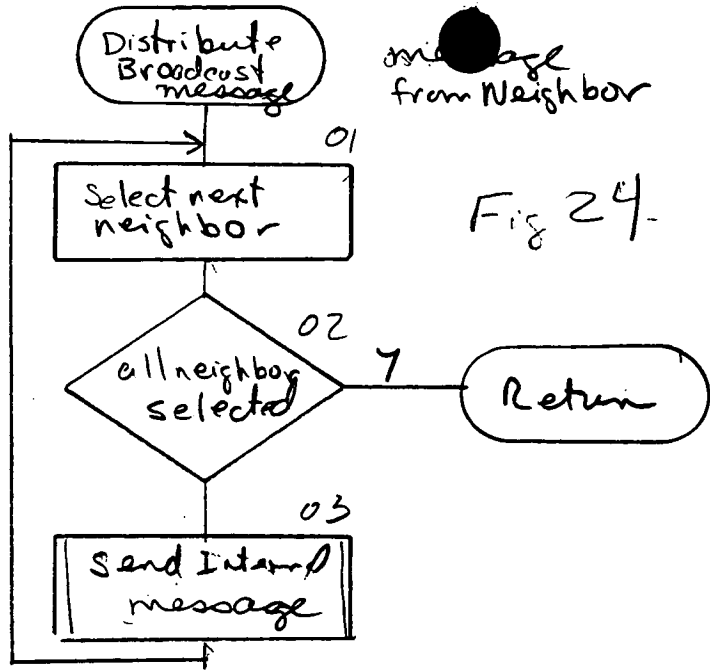 Distribute
Broadcast
message
from Neighbor
01
Select next
neighbor
Fig 24.
02
all neighbor
selected
Y
Return
03
Send Internal
message